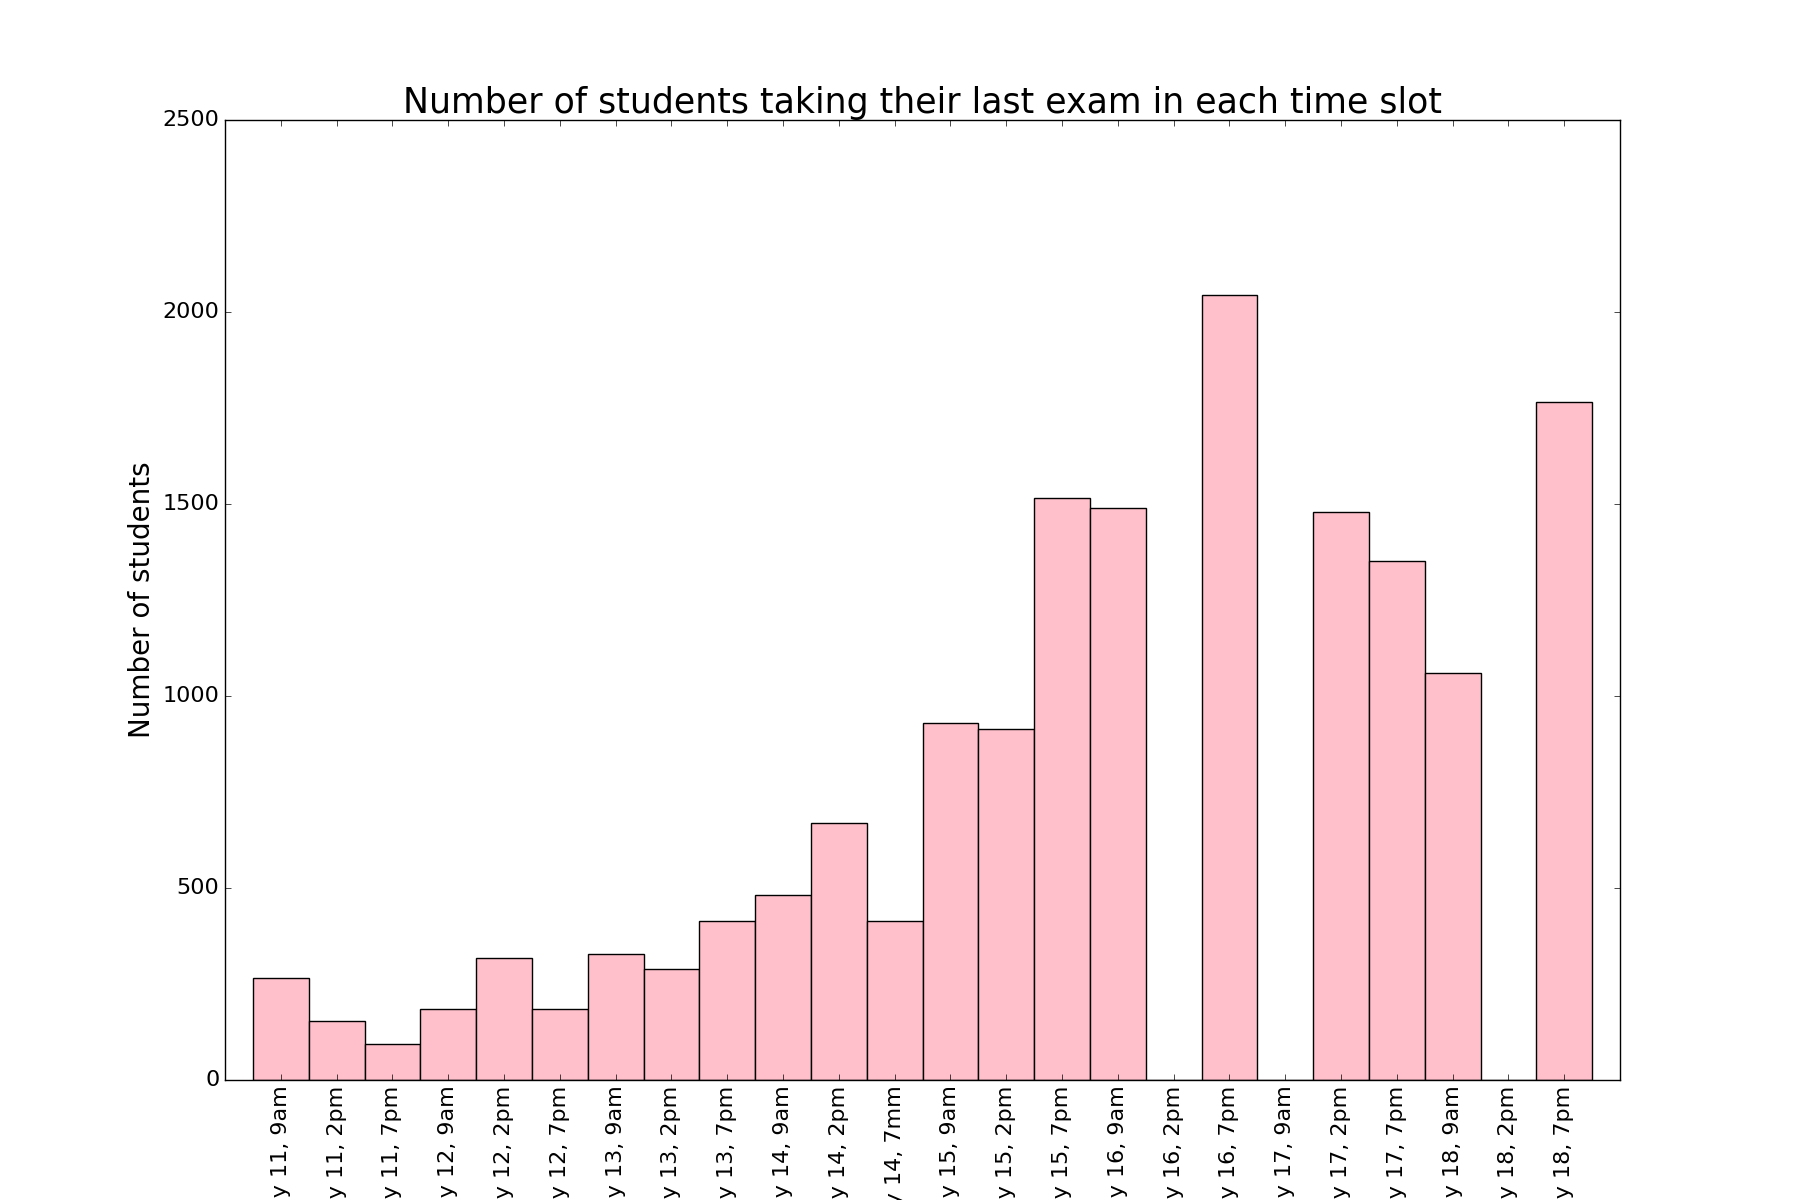 Number of students taking their last exam in each time slot
Number of students
2500
2000
1500
1000
500
0
y 11, 9am
y 11, 2pm
y 11, 7pm
y 12, 9am
y 12, 2pm
y 12, 7pm
y 13, 9am
y 13, 2pm
y 13, 7pm
y 14, 9am
y 14, 2pm
y 14, 7mm
y 15, 9am
y 15, 2pm
y 15, 7pm
y 16, 9am
y 16, 2pm
y 16, 7pm
y 17, 9am
y 17, 2pm
y 17, 7pm
y 18, 9am
y 18, 2pm
y 18, 7pm